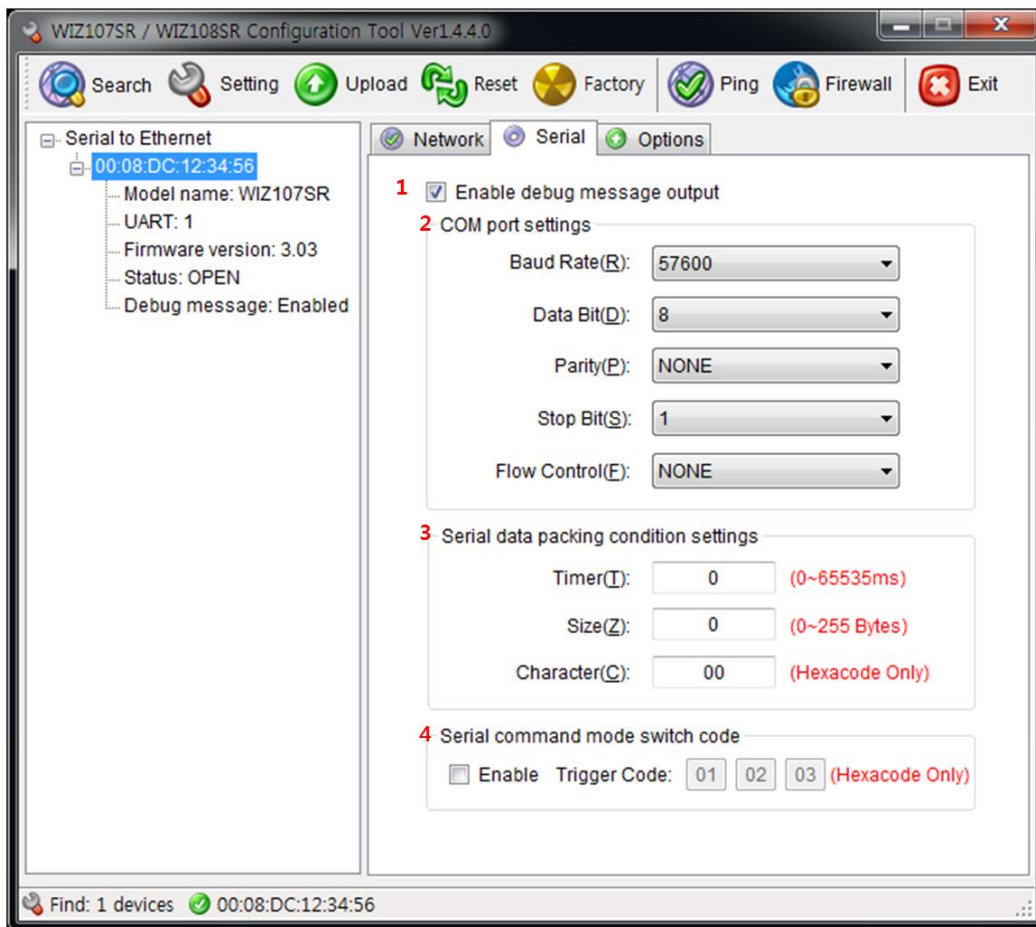 WIZ107SR / WIZ108SR Configuration Tool Ver1.4.4.0
Search Setting Upload Reset Factory Ping Firewall Exit
Serial to Ethernet
00:08:DC:12:34:56
Model name: WIZ107SR
UART: 1
Firmware version: 3.03
Status: OPEN
Debug message: Enabled
Network Serial Options
1 Enable debug message output
2 COM port settings
Baud Rate(R): 57600
Data Bit(D): 8
Parity(P): NONE
Stop Bit(S): 1
Flow Control(F): NONE
3 Serial data packing condition settings
Timer(T): 0 (0~65535ms)
Size(Z): 0 (0~255 Bytes)
Character(C): 00 (Hexacode Only)
4 Serial command mode switch code
Enable Trigger Code: 01 02 03 (Hexacode Only)
Find: 1 devices 00:08:DC:12:34:56